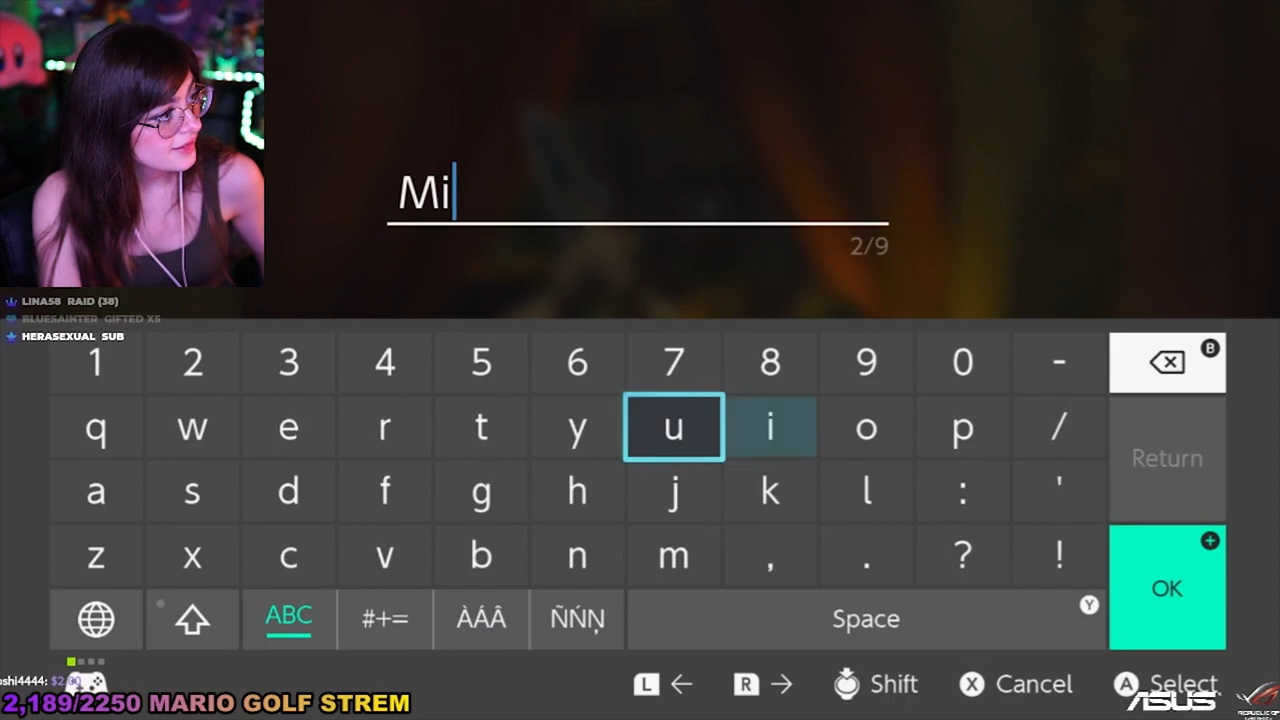 Mi
2/9
LINA58 RAID (38)
BLUESAINTER GIFTED X5
HERASEXUAL SUB
1 2 3 4 5 6 7 8 9 0 -
B
q w e r t y u i o p /
Return
a s d f g h j k l : '
z x c v b n m , . ? !
+
OK
ABC #+= ÀÁÂ ÑŃŅ Space Y
oshi4444:
L ← R → Shift X Cancel A Select
2,189/2250 MARIO GOLF STREM
ASUS